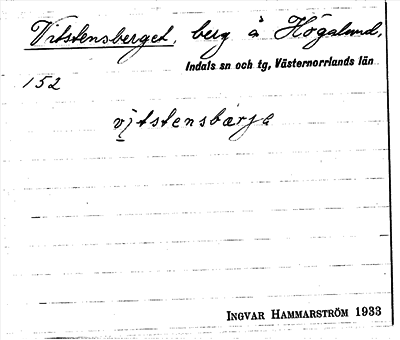 Vitstensberget, berg å Högalund,
Indals sn och tg, Västernorrlands län
152
vitstensbärje
INGVAR HAMMARSTRÖM 1933